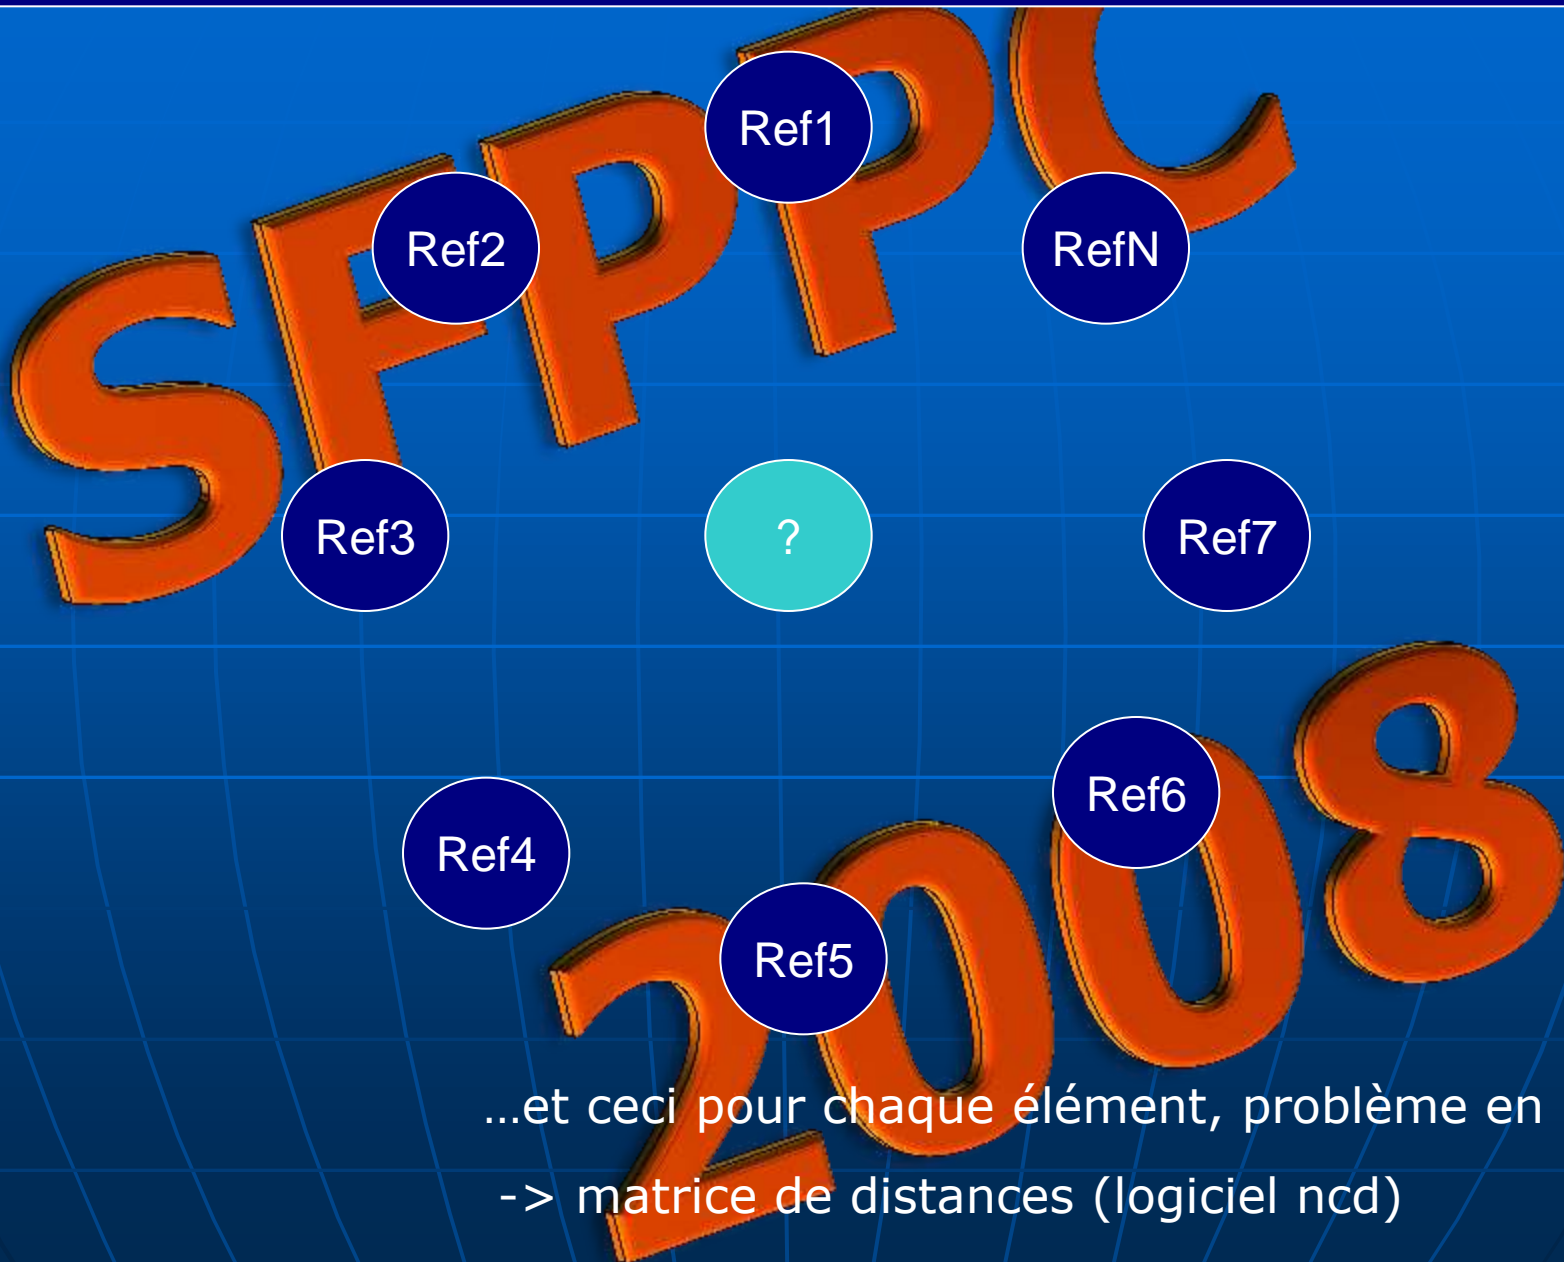 SFPPC
Ref1
Ref2
RefN
Ref3
?
Ref7
Ref6
Ref4
Ref5
2008
...et ceci pour chaque élément, problème en
-> matrice de distances (logiciel ncd)